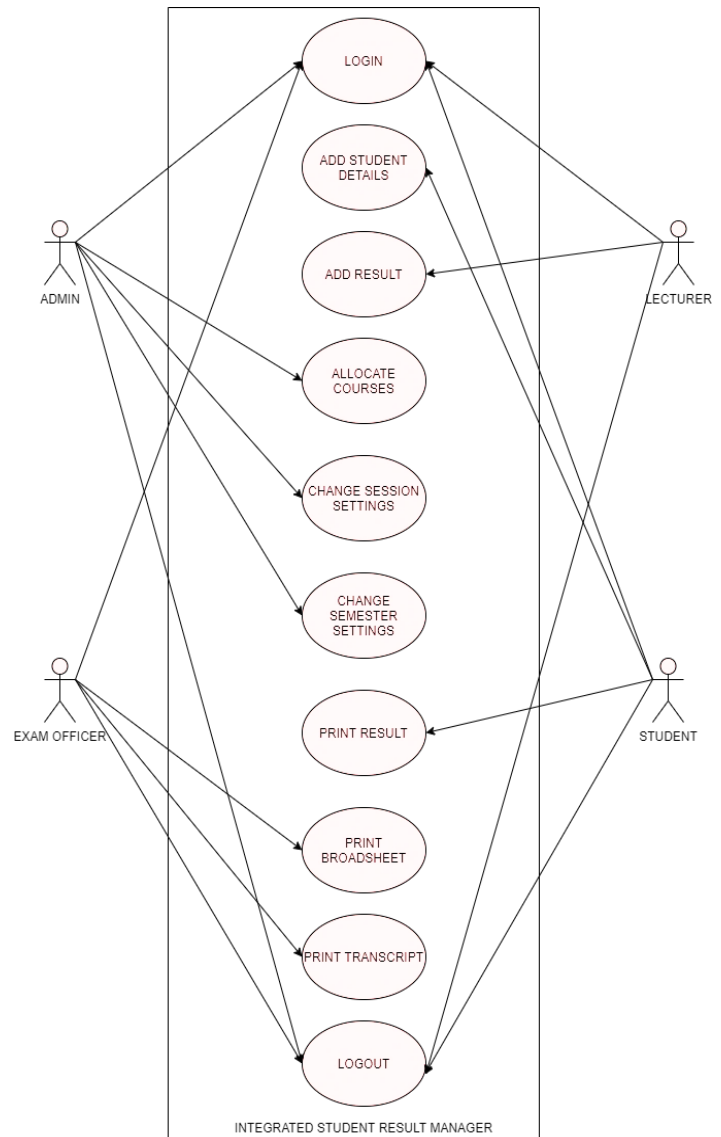 LOGIN
ADD STUDENT
DETAILS
ADD RESULT
ADMIN
LECTURER
ALLOCATE
COURSES
CHANGE SESSION
SETTINGS
CHANGE
SEMESTER
SETTINGS
PRINT RESULT
EXAM OFFICER
STUDENT
PRINT
BROADSHEET
PRINT TRANSCRIPT
LOGOUT
INTEGRATED STUDENT RESULT MANAGER